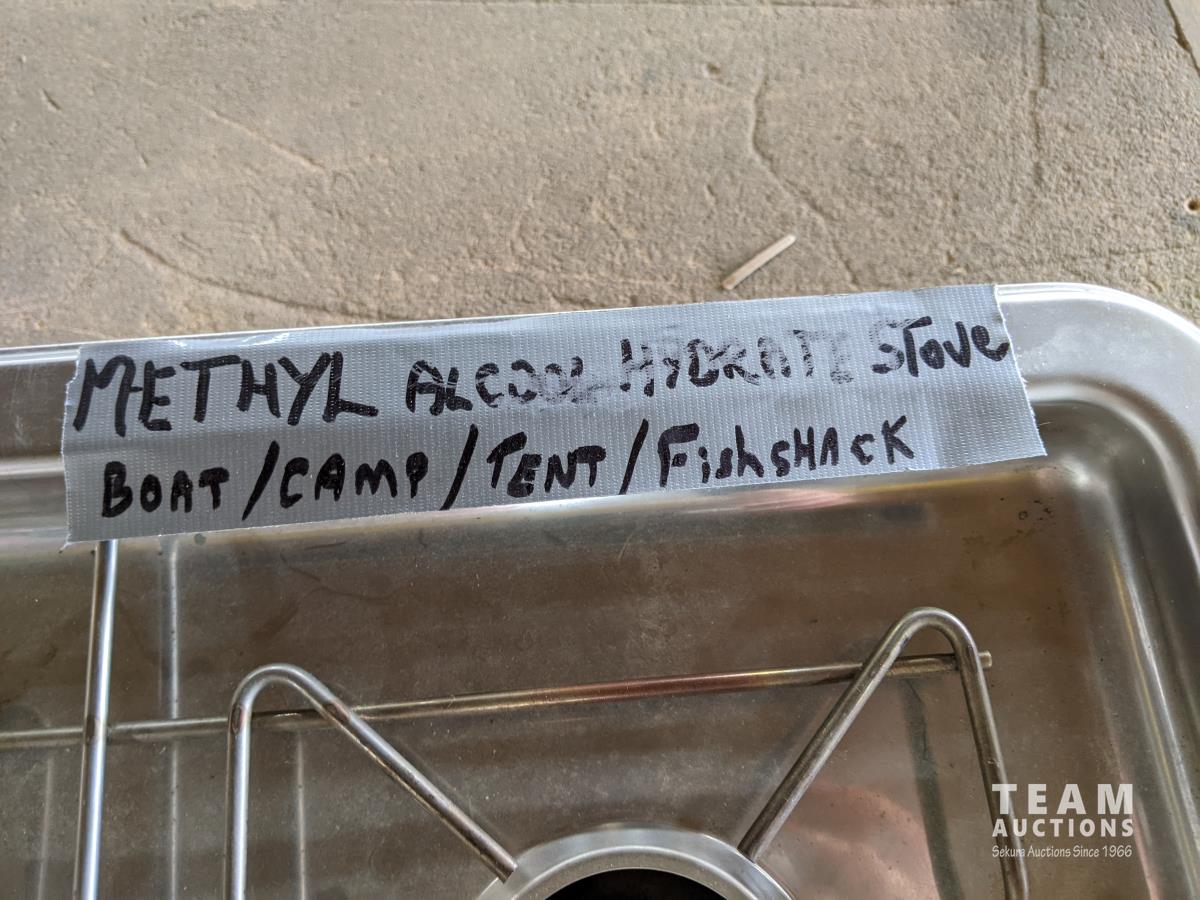 METHYL ALCOOL HYDRATE STOVE
BOAT/CAMP/TENT/FishSHACK
TEAM
AUCTIONS
Sekura Auctions Since 1966